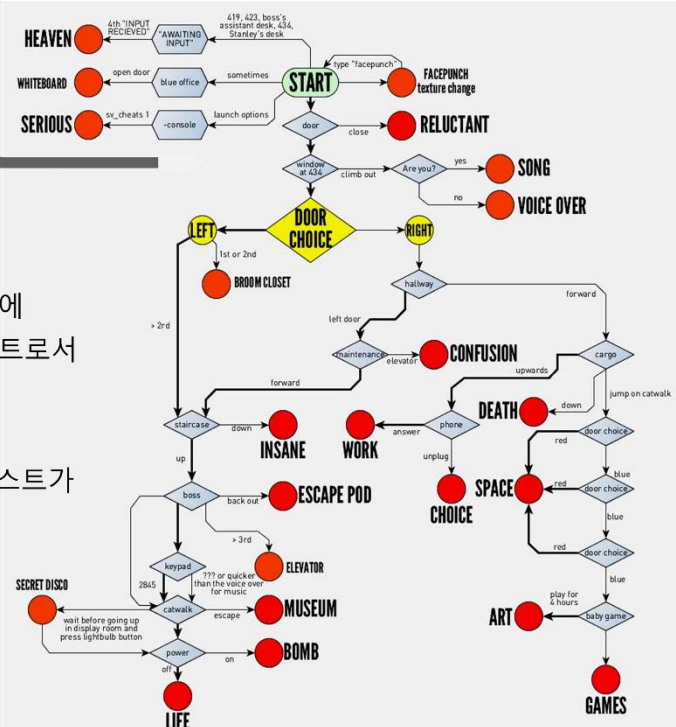 HEAVEN
4th "INPUT
RECIEVED"
"AWAITING
INPUT"
419, 423, boss's
assistant desk, 434,
Stanley's desk
type "facepunch"
WHITEBOARD
open door
blue office
sometimes
START
FACEPUNCH
texture change
SERIOUS
sv_cheats 1
-console
launch options
door
close
RELUCTANT
window
at 434
climb out
Are you?
yes
SONG
no
VOICE OVER
LEFT
DOOR
CHOICE
RIGHT
1st or 2nd
BROOM CLOSET
hallway
에
left door
forward
> 2rd
트로서
maintenance
elevator
CONFUSION
cargo
forward
upwards
jump on catwalk
staircase
down
INSANE
WORK
answer
phone
DEATH
down
door choice
red
up
unplug
blue
스트가
boss
back out
ESCAPE POD
CHOICE
SPACE
red
door choice
blue
> 3rd
red
door choice
keypad
ELEVATOR
blue
SECRET DISCO
2845
??? or quicker
than the voice over
for music
play for
4 hours
catwalk
escape
MUSEUM
ART
baby game
wait before going up
in display room and
press lightbulb button
power
on
BOMB
off
LIFE
GAMES